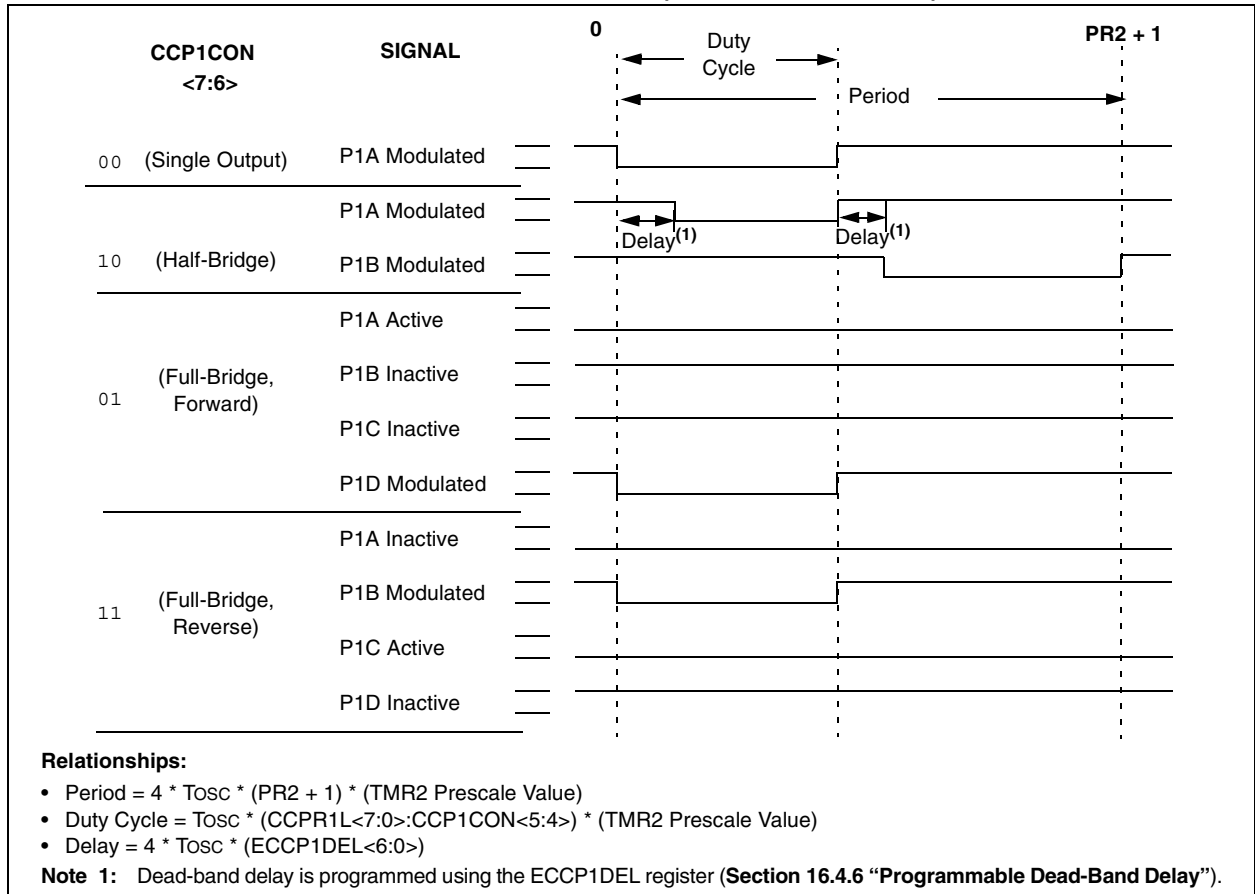 0
PR2 + 1
CCP1CON
<7:6>
SIGNAL
Duty
Cycle
Period
00 (Single Output) P1A Modulated
P1A Modulated
Delay(1) Delay(1)
10 (Half-Bridge) P1B Modulated
P1A Active
P1B Inactive
01 (Full-Bridge,
Forward)
P1C Inactive
P1D Modulated
P1A Inactive
P1B Modulated
11 (Full-Bridge,
Reverse)
P1C Active
P1D Inactive
Relationships:
• Period = 4 * TOSC * (PR2 + 1) * (TMR2 Prescale Value)
• Duty Cycle = TOSC * (CCPR1L<7:0>:CCP1CON<5:4>) * (TMR2 Prescale Value)
• Delay = 4 * TOSC * (ECCP1DEL<6:0>)
Note 1: Dead-band delay is programmed using the ECCP1DEL register (Section 16.4.6 “Programmable Dead-Band Delay”).